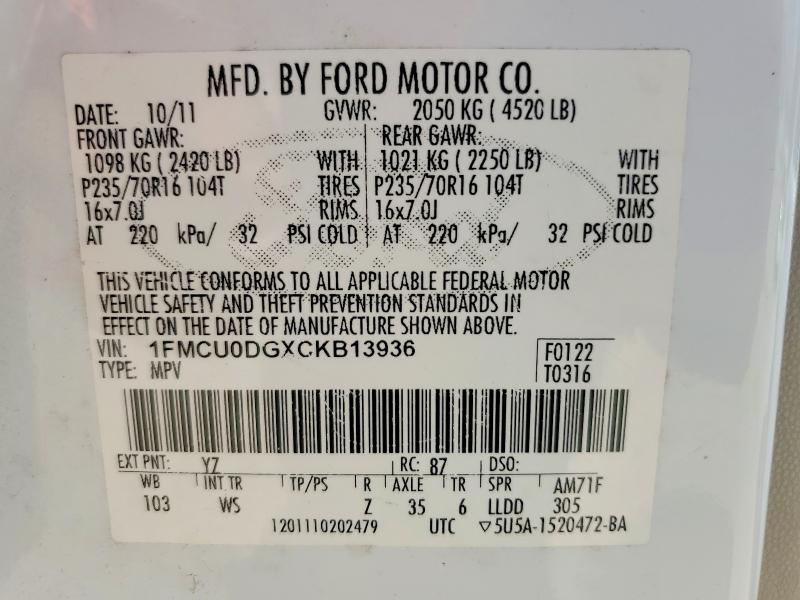 MFD. BY FORD MOTOR CO.
DATE: 10/11 GVWR: 2050 KG ( 4520 LB)
FRONT GAWR: REAR GAWR:
1098 KG ( 2420 LB) WITH 1021 KG ( 2250 LB) WITH
P235/70R16 104T TIRES P235/70R16 104T TIRES
16x7.0J RIMS 16x7.0J RIMS
AT 220 kPa/ 32 PSI COLD AT 220 kPa/ 32 PSI COLD
THIS VEHICLE CONFORMS TO ALL APPLICABLE FEDERAL MOTOR
VEHICLE SAFETY AND THEFT PREVENTION STANDARDS IN
EFFECT ON THE DATE OF MANUFACTURE SHOWN ABOVE.
VIN: 1FMCU0DGXCKB13936 F0122
TYPE: MPV T0316
EXT PNT: YZ RC: 87 DSO:
WB INT TR TP/PS R AXLE TR SPR AM71F
103 WS Z 35 6 LLDD 305
1201110202479 UTC ▽5U5A-1520472-BA